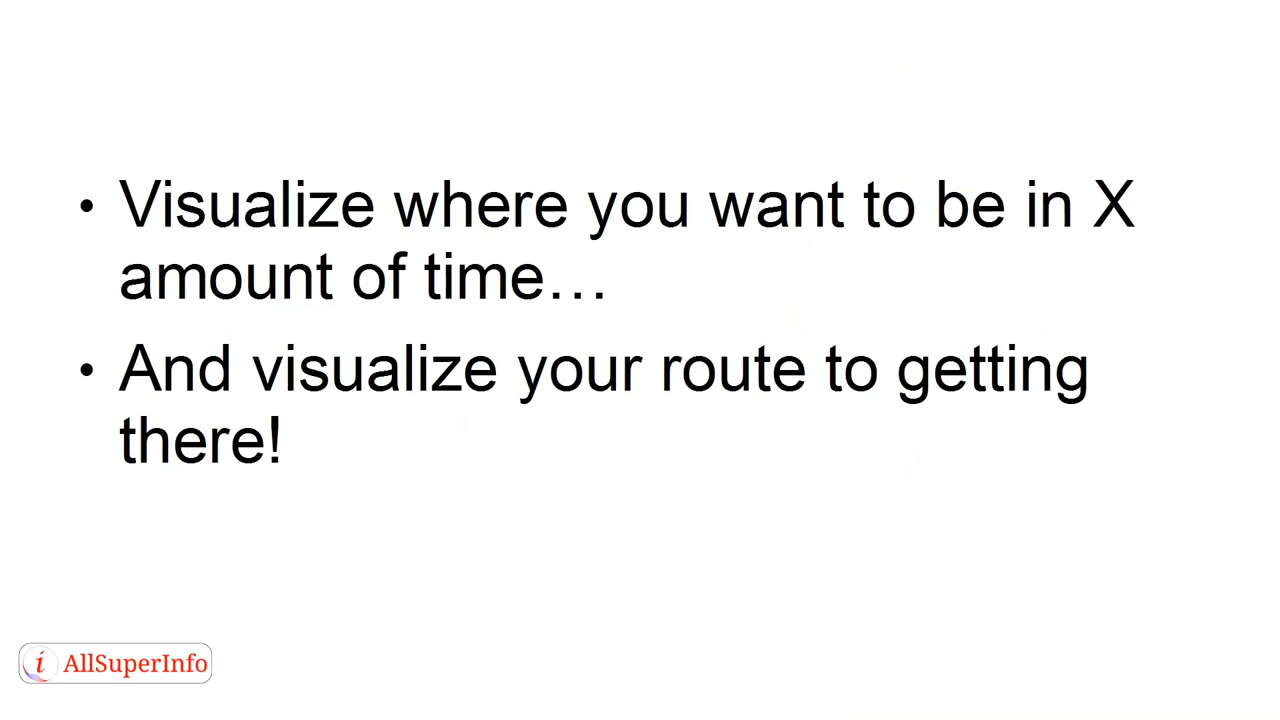 • Visualize where you want to be in X
amount of time…
• And visualize your route to getting
there!
i AllSuperInfo